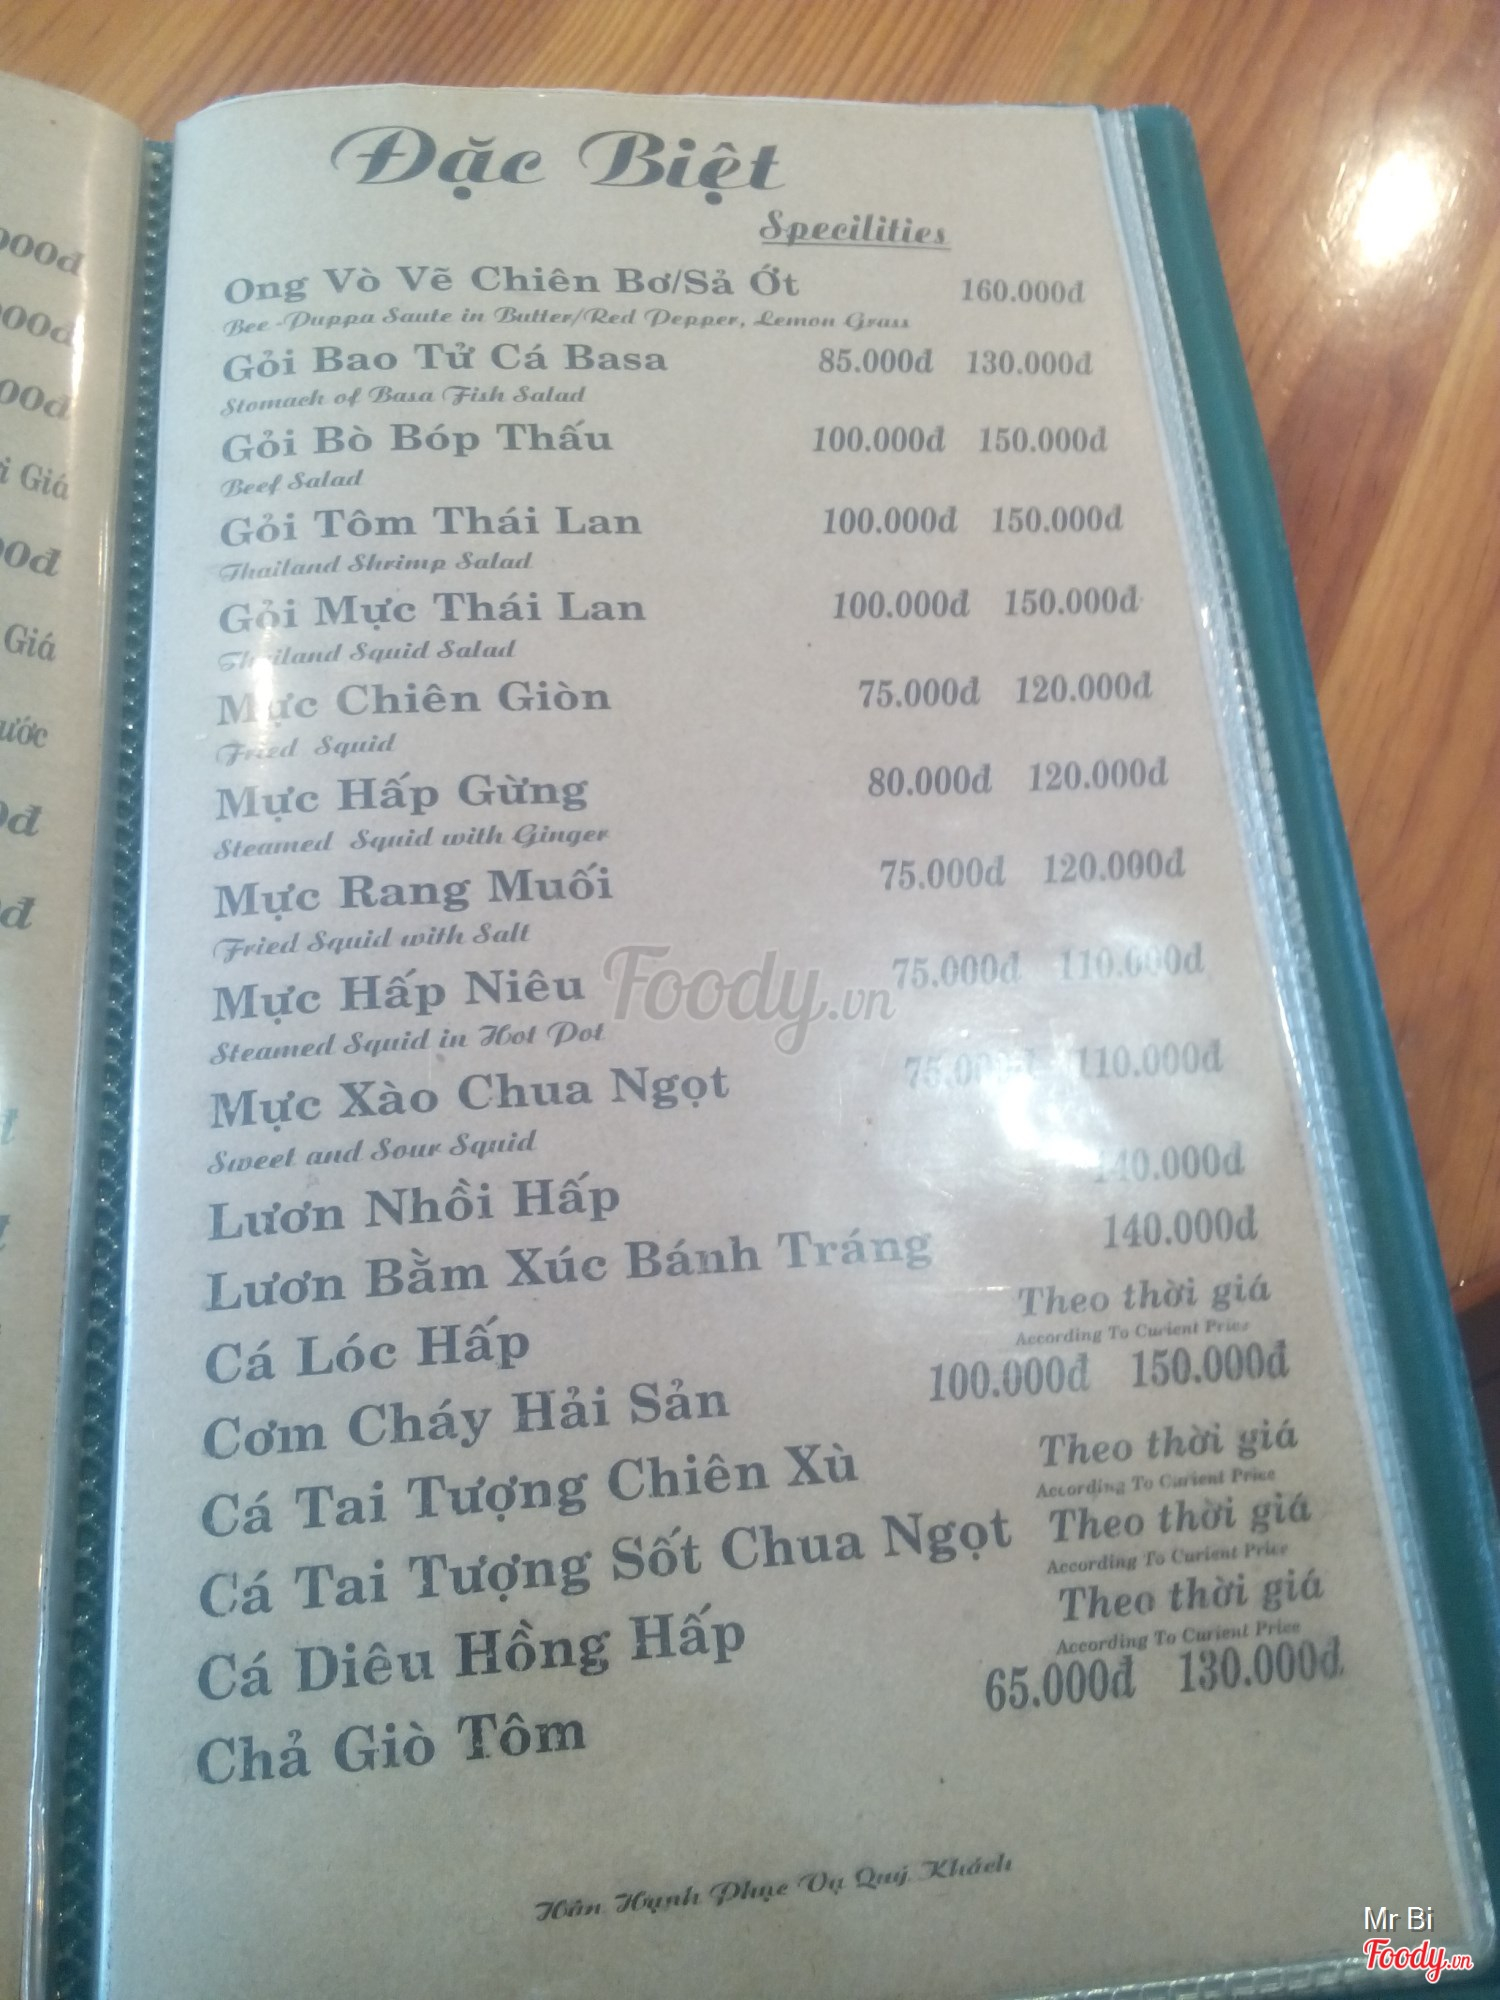 Đặc Biệt
Specilities
Ong Vò Vẽ Chiên Bơ/Sả Ớt 160.000đ
Bee-Puppa Saute in Butter/Red Pepper, Lemon Grass
Gỏi Bao Tử Cá Basa 85.000đ 130.000đ
Stomach of Basa Fish Salad
Gỏi Bò Bóp Thấu 100.000đ 150.000đ
Beef Salad
Gỏi Tôm Thái Lan 100.000đ 150.000đ
Thailand Shrimp Salad
Gỏi Mực Thái Lan 100.000đ 150.000đ
Thailand Squid Salad
Mực Chiên Giòn 75.000đ 120.000đ
Fried Squid
Mực Hấp Gừng 80.000đ 120.000đ
Steamed Squid with Ginger
Mực Rang Muối 75.000đ 120.000đ
Fried Squid with Salt
Mực Hấp Niêu 75.000đ 110.000đ
Steamed Squid in Hot Pot
Mực Xào Chua Ngọt 75.000đ 110.000đ
Sweet and Sour Squid
Lươn Nhồi Hấp 140.000đ
Lươn Bằm Xúc Bánh Tráng 140.000đ
Cá Lóc Hấp Theo thời giá
According To Curient Price
Cơm Cháy Hải Sản 100.000đ 150.000đ
Cá Tai Tượng Chiên Xù Theo thời giá
According To Curient Price
Cá Tai Tượng Sốt Chua Ngọt Theo thời giá
According To Curient Price
Cá Diêu Hồng Hấp Theo thời giá
According To Curient Price
Chả Giò Tôm 65.000đ 130.000đ
Hân Hạnh Phục Vụ Quý Khách
Foody.vn
Mr Bi
Foody.vn